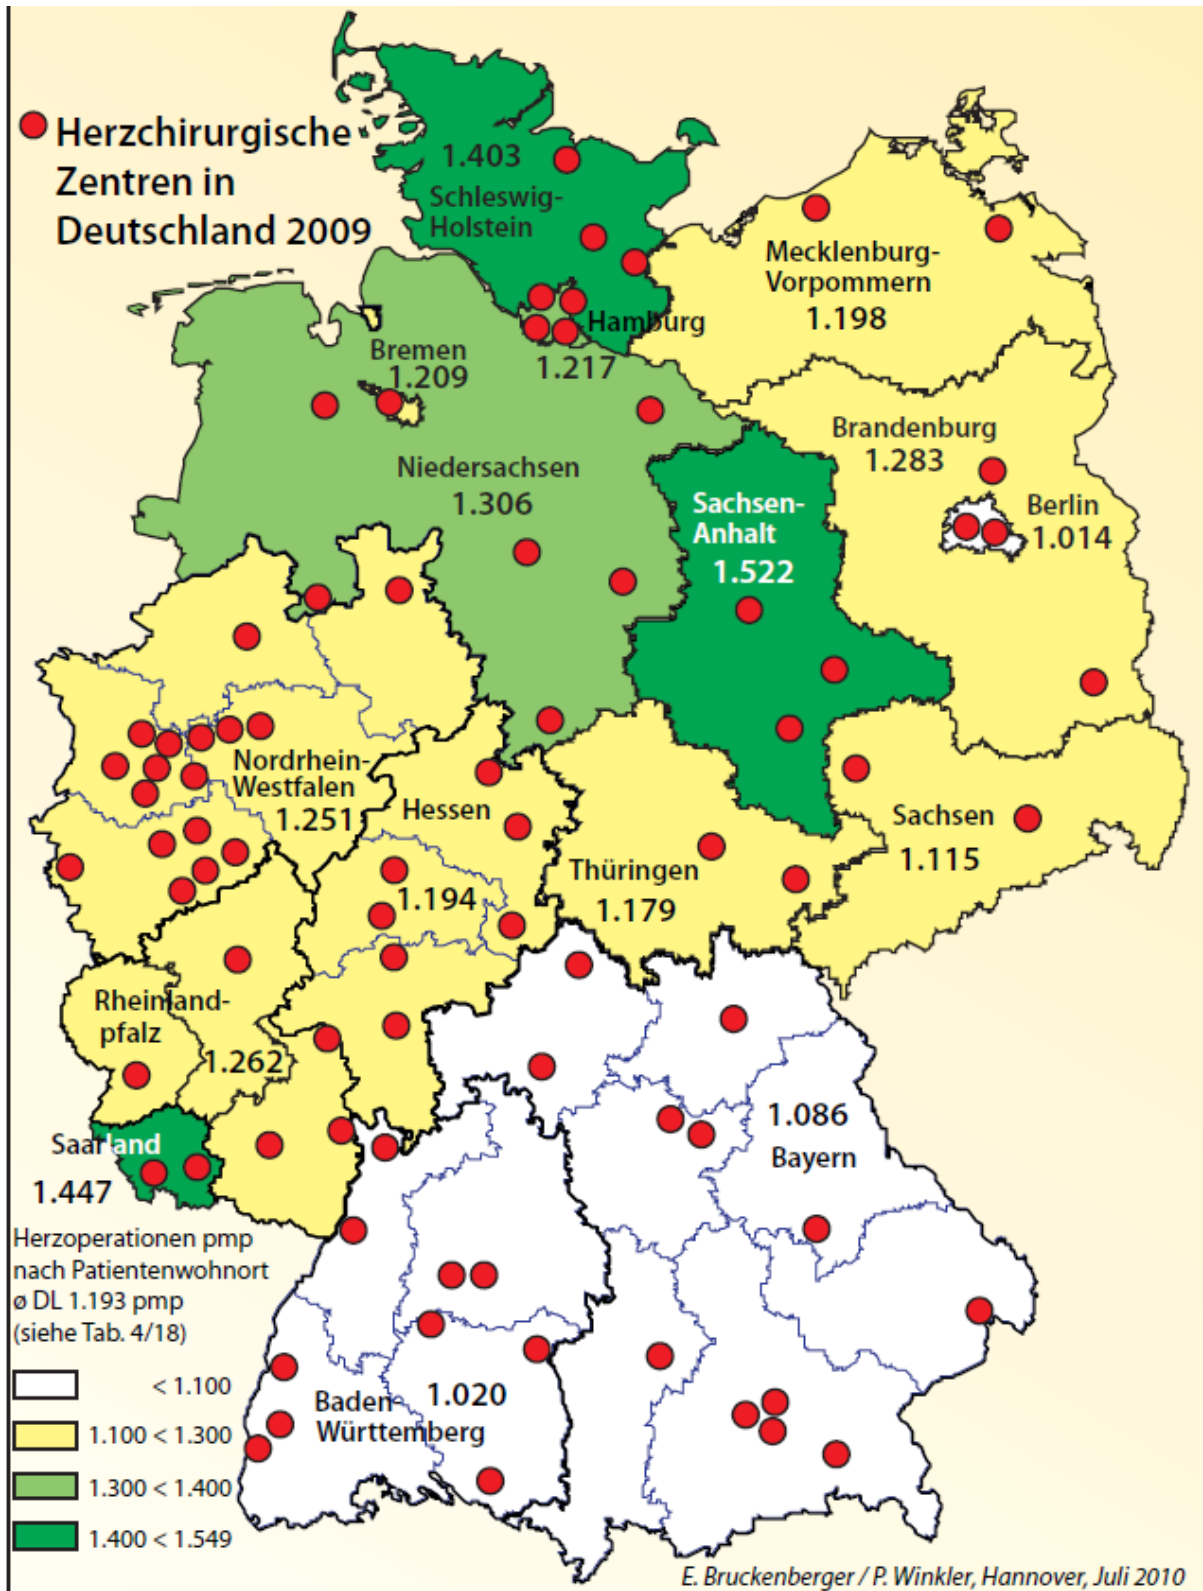 Herzchirurgische
Zentren in
Deutschland 2009
1.403
Schleswig-
Holstein
Mecklenburg-
Vorpommern
1.198
Hamburg
1.217
Bremen
1.209
Brandenburg
1.283
Niedersachsen
1.306
Sachsen-
Anhalt
1.522
Berlin
1.014
Nordrhein-
Westfalen
1.251
Hessen
1.194
Sachsen
1.115
Thüringen
1.179
Rheinland-
pfalz
1.262
1.086
Bayern
Saarland
1.447
Herzoperationen pmp
nach Patientenwohnort
ø DL 1.193 pmp
(siehe Tab. 4/18)
< 1.100
1.100 < 1.300
1.300 < 1.400
1.400 < 1.549
Baden-
Württemberg
1.020
E. Bruckenberger / P. Winkler, Hannover, Juli 2010